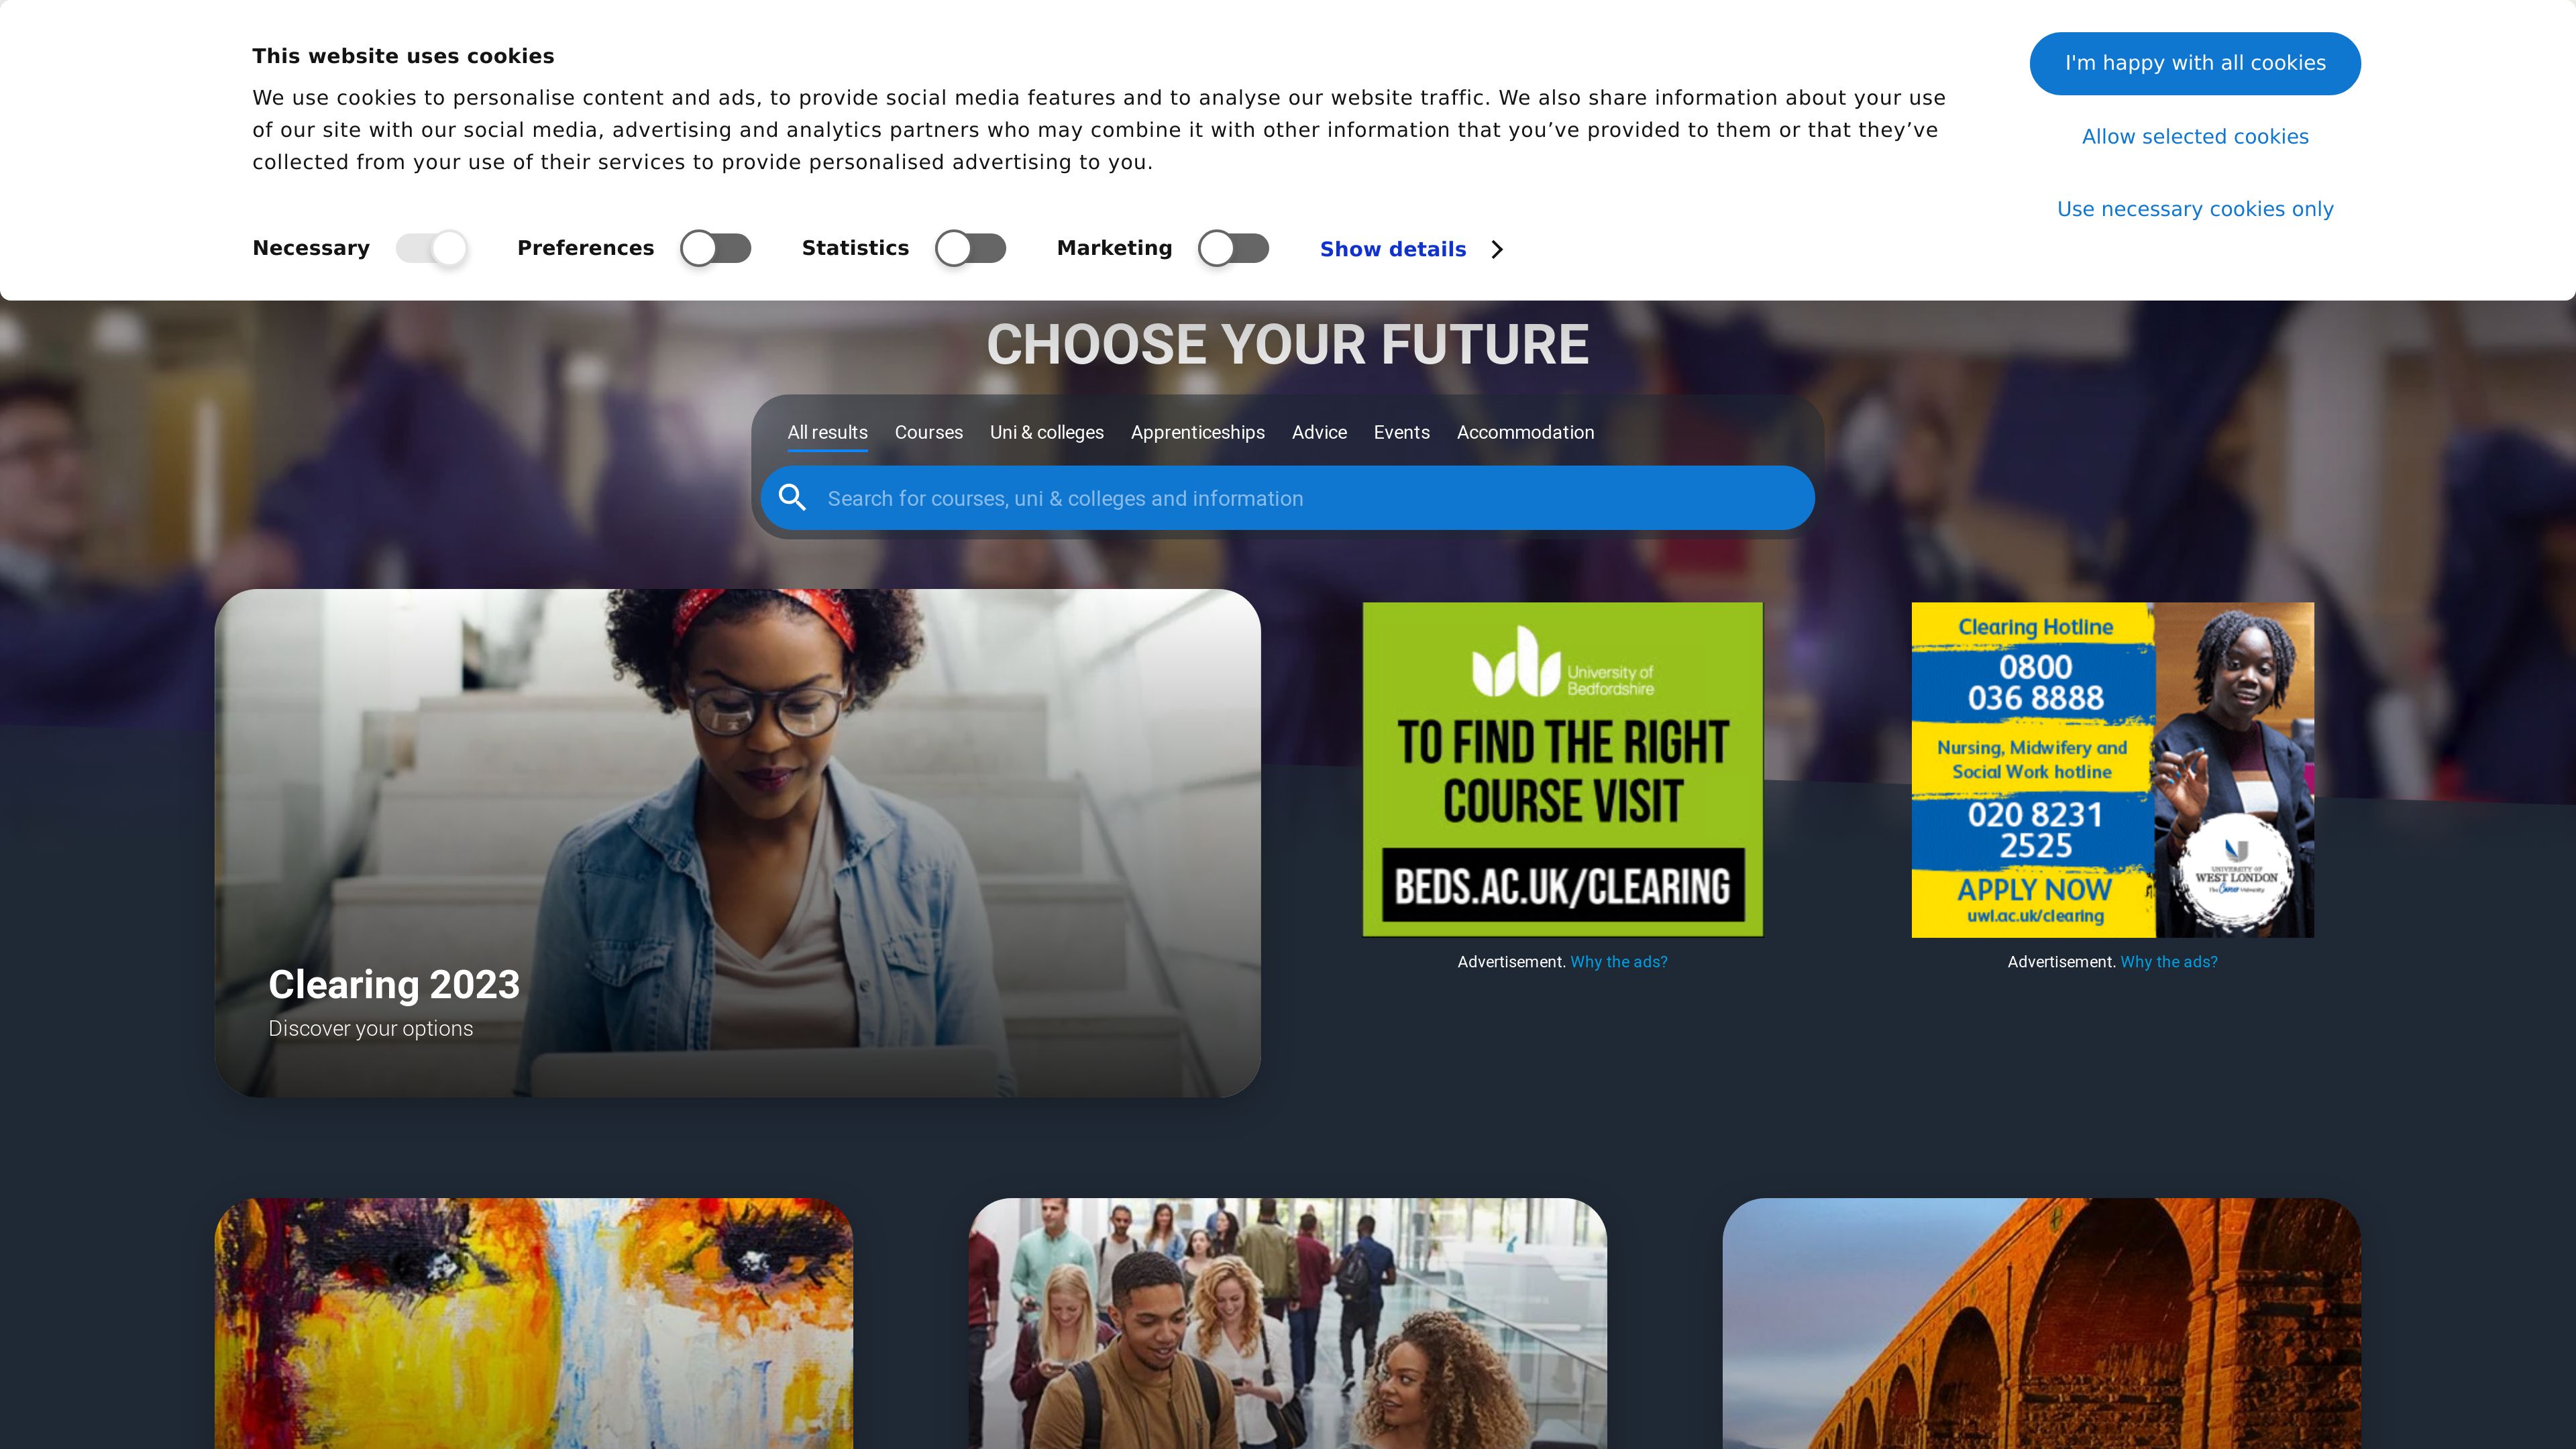 This website uses cookies
We use cookies to personalise content and ads, to provide social media features and to analyse our website traffic. We also share information about your use
of our site with our social media, advertising and analytics partners who may combine it with other information that you’ve provided to them or that they’ve
collected from your use of their services to provide personalised advertising to you.
I'm happy with all cookies
Allow selected cookies
Use necessary cookies only
Necessary Preferences Statistics Marketing Show details
CHOOSE YOUR FUTURE
All results Courses Uni & colleges Apprenticeships Advice Events Accommodation
Search for courses, uni & colleges and information
Clearing 2023
Discover your options
University of
Bedfordshire
TO FIND THE RIGHT
COURSE VISIT
BEDS.AC.UK/CLEARING
Advertisement. Why the ads?
Clearing Hotline
0800
036 8888
Nursing, Midwifery and
Social Work hotline
020 8231
2525
APPLY NOW
uwl.ac.uk/clearing
UNIVERSITY OF
WEST LONDON
The Career University
Advertisement. Why the ads?